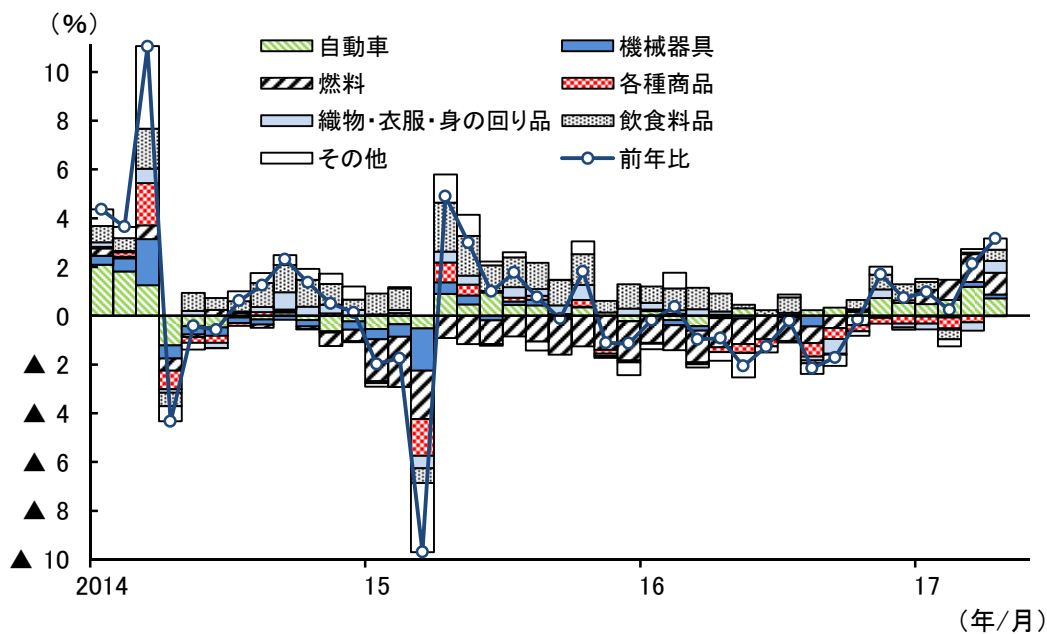 (%)
自動車 機械器具
燃料 各種商品
織物・衣服・身の回り品 飲食料品
その他 前年比
10
8
6
4
2
0
▲ 2
▲ 4
▲ 6
▲ 8
▲ 10
2014 15 16 17
(年/月)